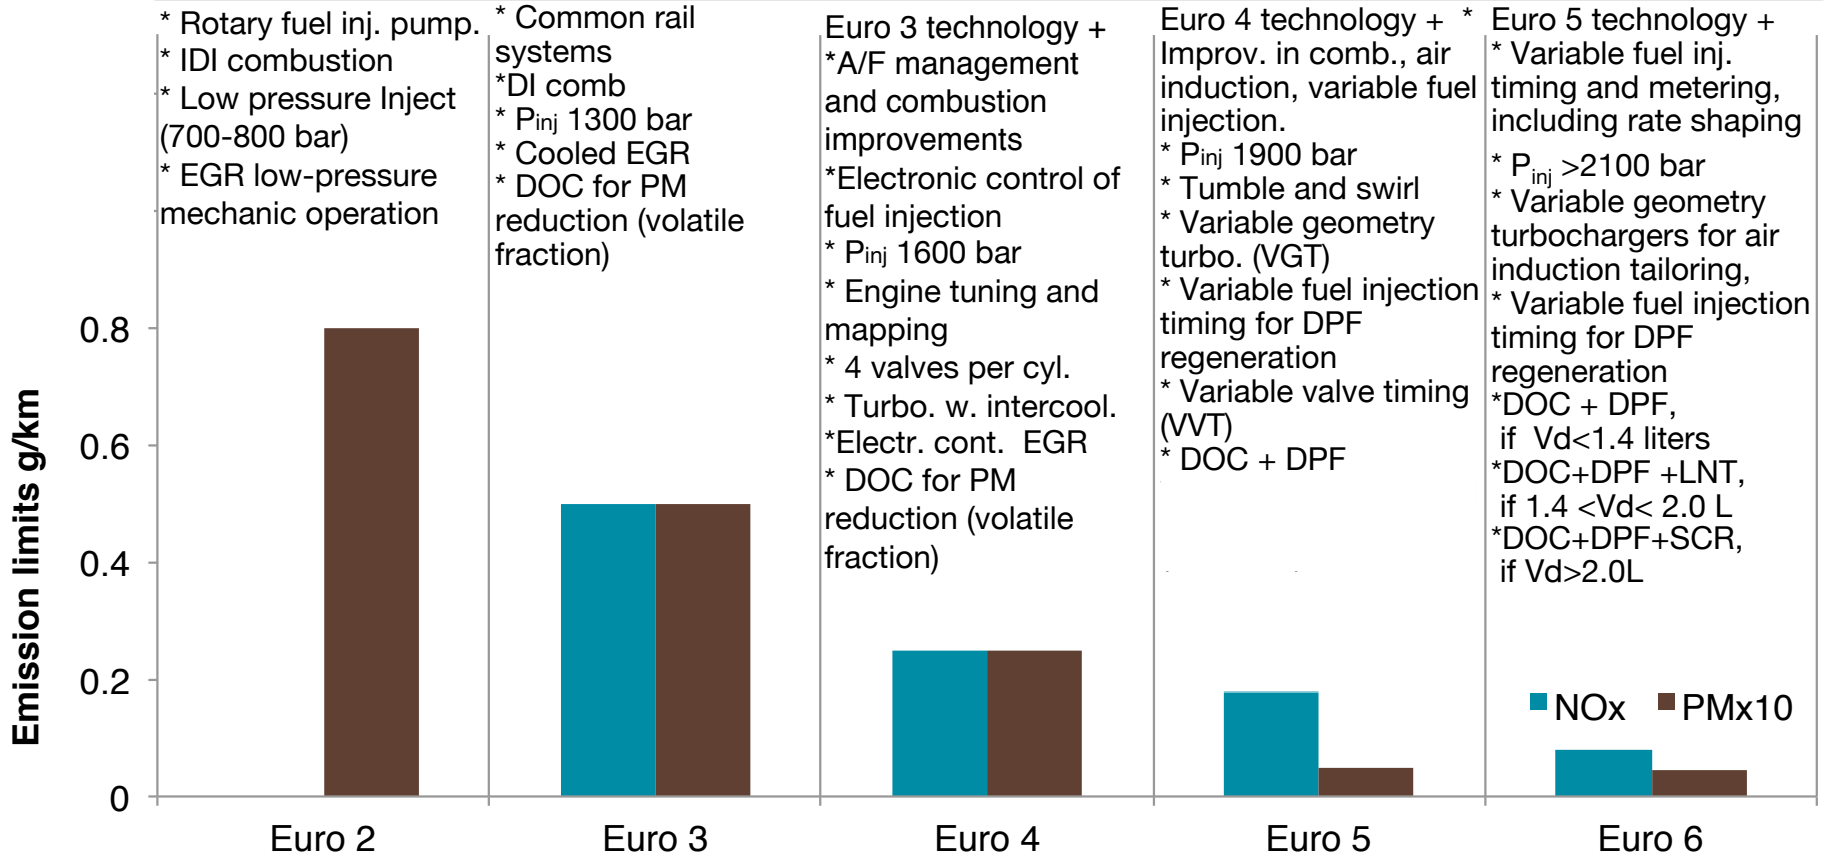 * Rotary fuel inj. pump.
* IDI combustion
* Low pressure Inject
(700-800 bar)
* EGR low-pressure
mechanic operation
* Common rail
systems
*DI comb
* Pinj 1300 bar
* Cooled EGR
* DOC for PM
reduction (volatile
fraction)
Euro 3 technology +
*A/F management
and combustion
improvements
*Electronic control of
fuel injection
* Pinj 1600 bar
* Engine tuning and
mapping
* 4 valves per cyl.
* Turbo. w. intercool.
*Electr. cont. EGR
* DOC for PM
reduction (volatile
fraction)
Euro 4 technology + *
Improv. in comb., air
induction, variable fuel
injection.
* Pinj 1900 bar
* Tumble and swirl
* Variable geometry
turbo. (VGT)
* Variable fuel injection
timing for DPF
regeneration
* Variable valve timing
(VVT)
* DOC + DPF
Euro 5 technology +
* Variable fuel inj.
timing and metering,
including rate shaping
* Pinj >2100 bar
* Variable geometry
turbochargers for air
induction tailoring,
* Variable fuel injection
timing for DPF
regeneration
*DOC + DPF,
if Vd<1.4 liters
*DOC+DPF +LNT,
if 1.4 <Vd< 2.0 L
*DOC+DPF+SCR,
if Vd>2.0L
Emission limits g/km
0.8
0.6
0.4
0.2
0
NOx
PMx10
Euro 2
Euro 3
Euro 4
Euro 5
Euro 6